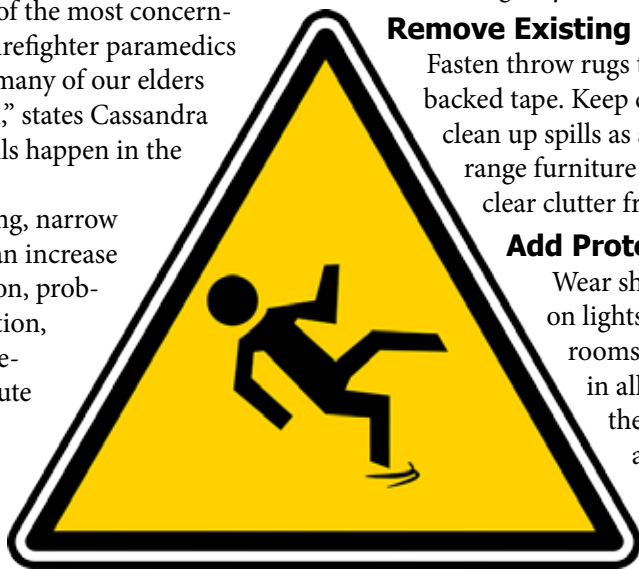 of the most concern-
irefighter paramedics
many of our elders
," states Cassandra
lls happen in the
ng, narrow
an increase
on, prob-
tion,
e-
ute
Remove Existing
Fasten throw rugs t
backed tape. Keep c
clean up spills as
range furniture
clear clutter fr
Add Prote
Wear sh
on lights
rooms
in all
the
a